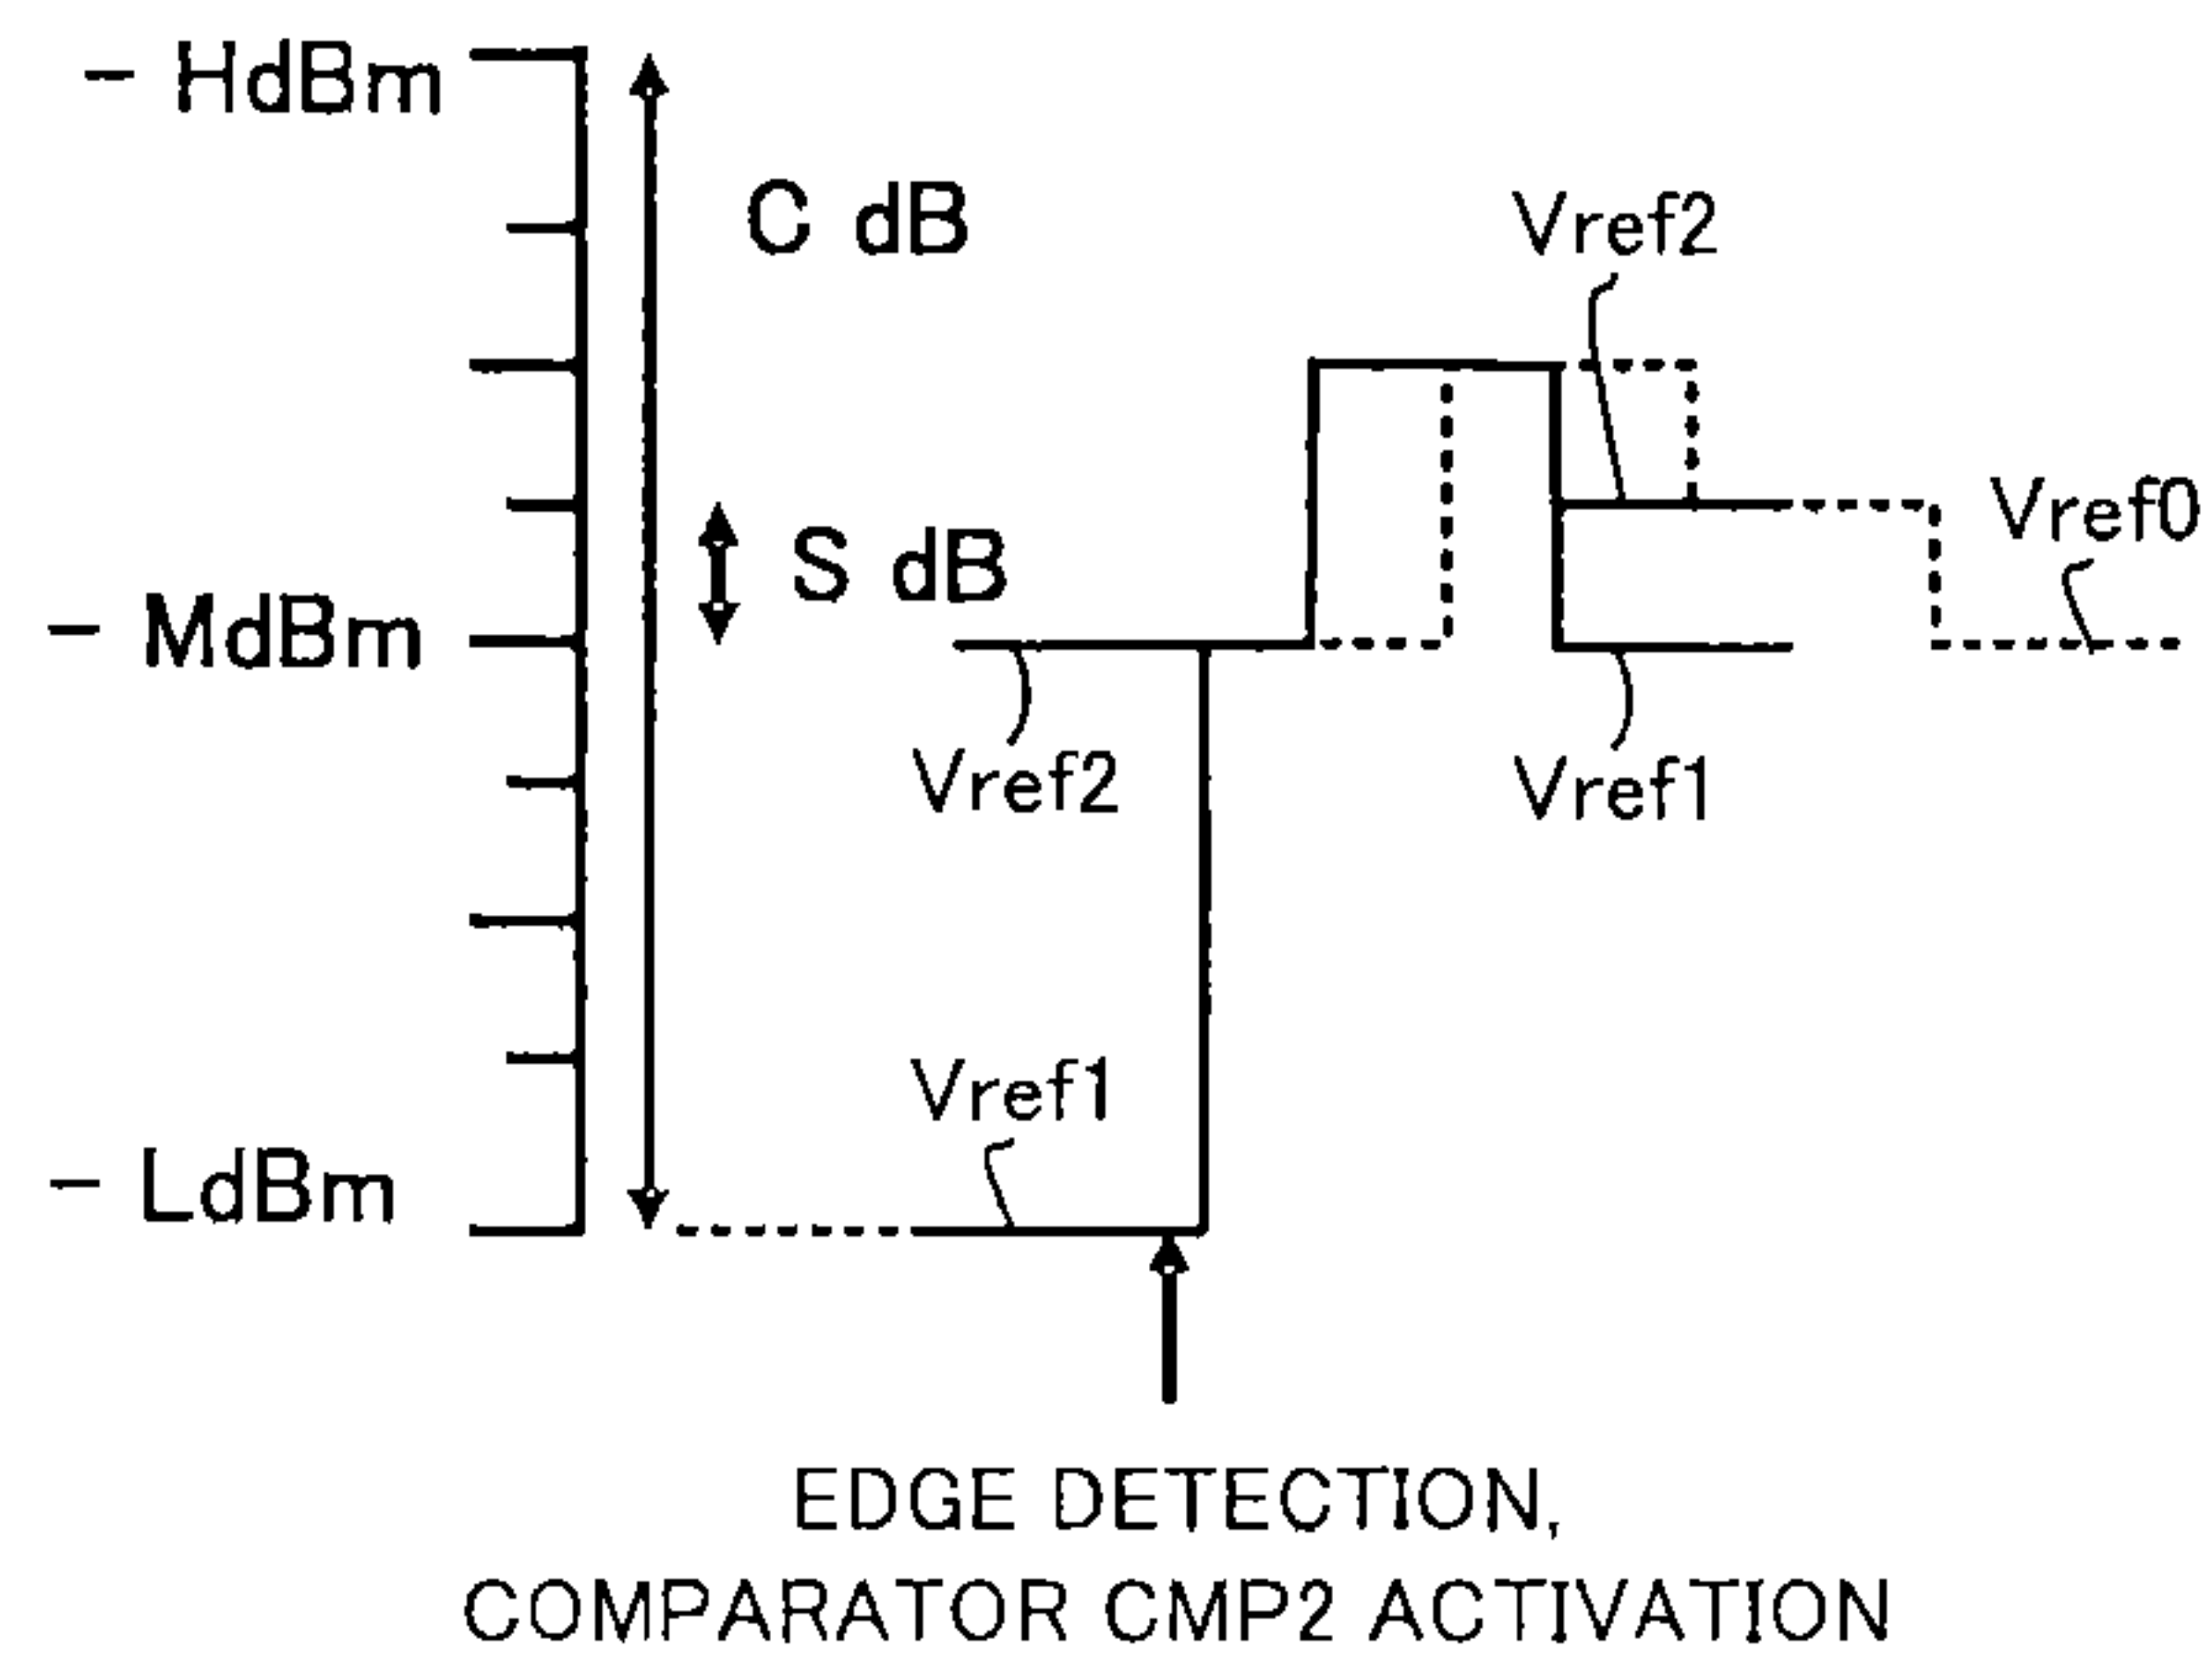 − HdBm
C dB
Vref2
Vref0
S dB
− MdBm
Vref2
Vref1
Vref1
− LdBm
EDGE DETECTION,
COMPARATOR CMP2 ACTIVATION